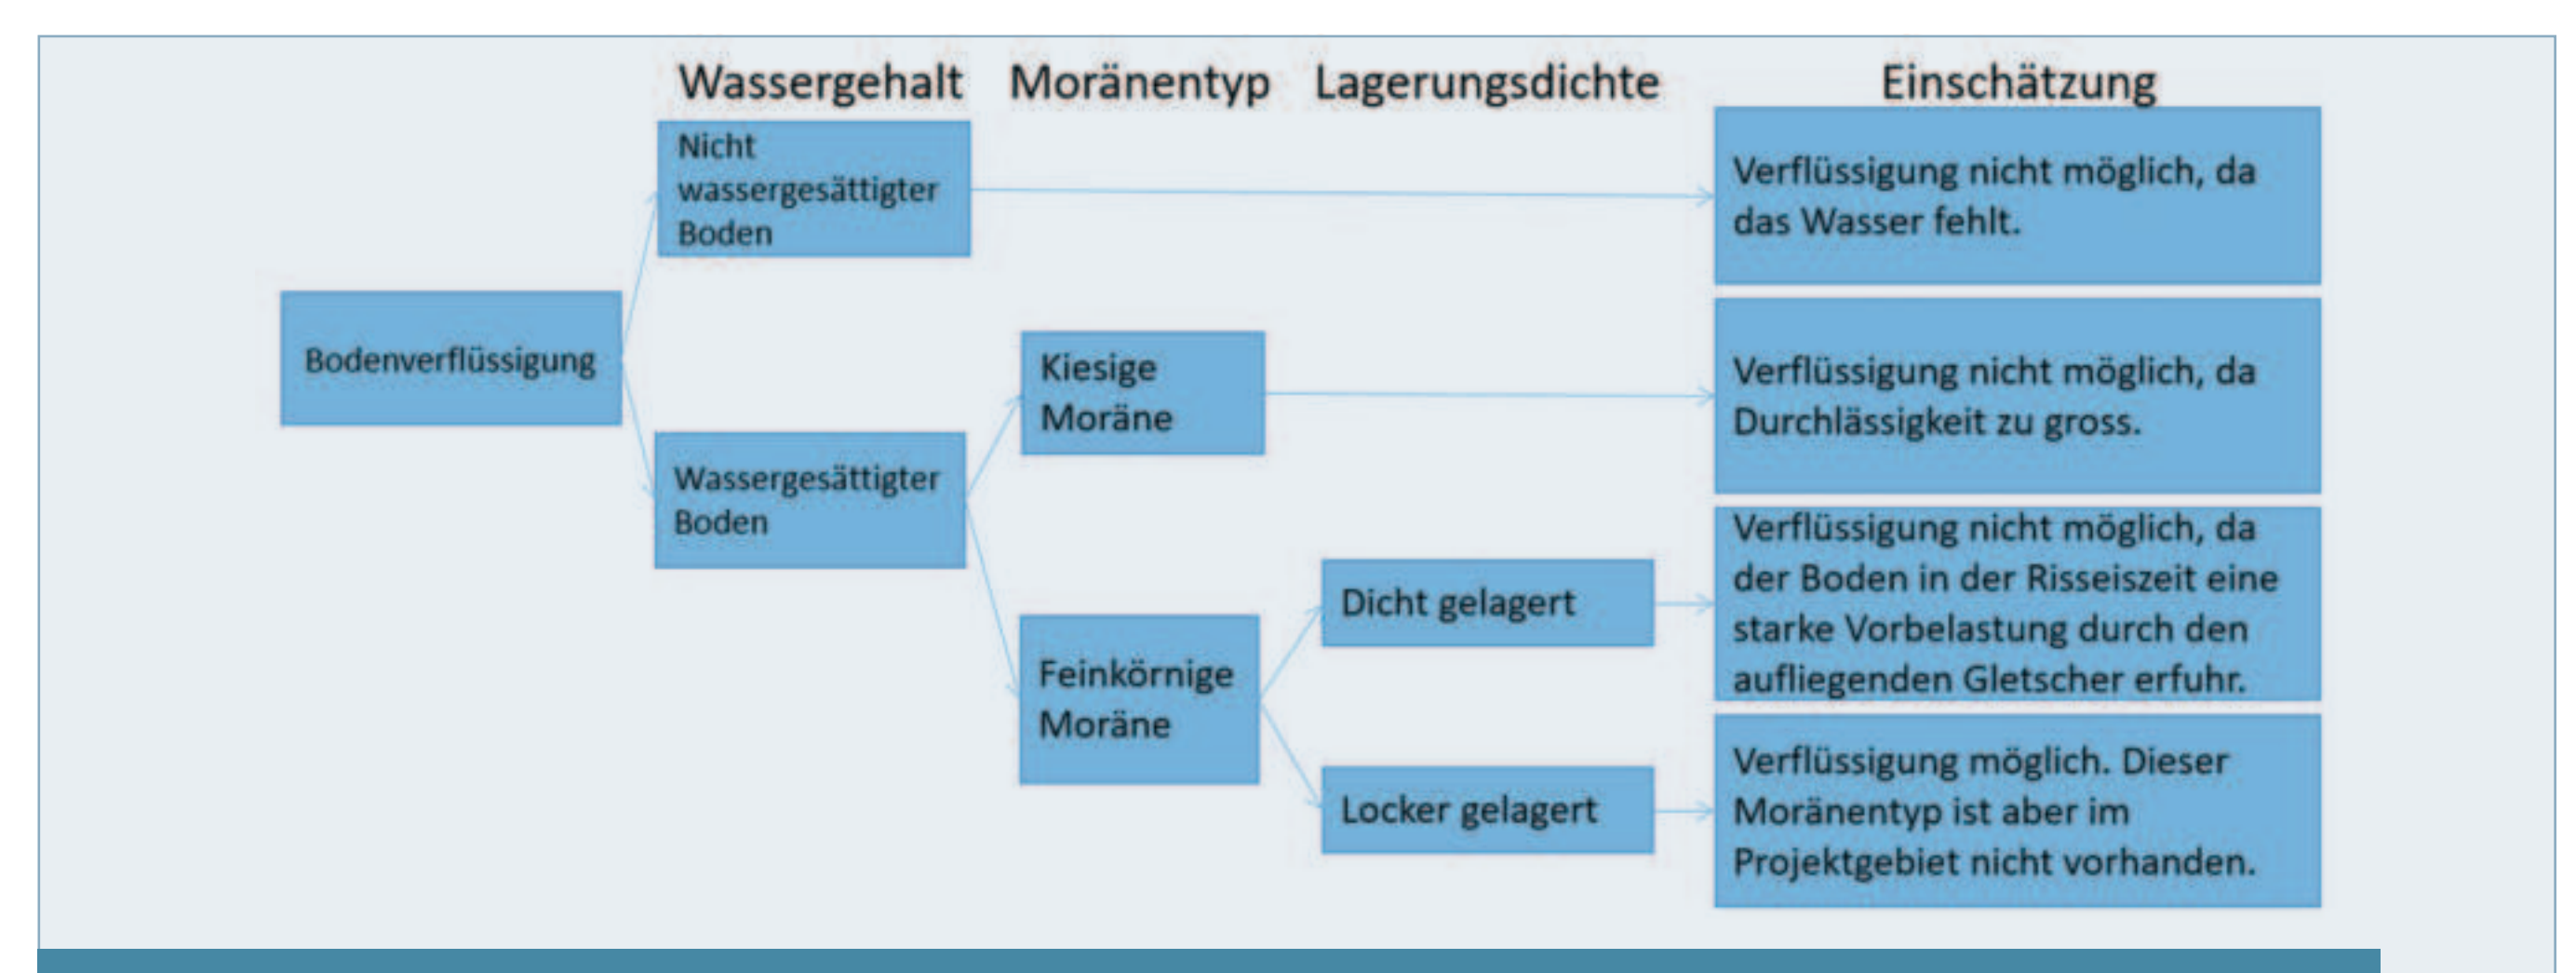 Wassergehalt Moränentyp Lagerungsdichte Einschätzung
Nicht
wassergesättigter
Boden
Verflüssigung nicht möglich, da
das Wasser fehlt.
Bodenverflüssigung
Kiesige
Moräne
Verflüssigung nicht möglich, da
Durchlässigkeit zu gross.
Wassergesättigter
Boden
Feinkörnige
Moräne
Dicht gelagert
Verflüssigung nicht möglich, da
der Boden in der Risseiszeit eine
starke Vorbelastung durch den
aufliegenden Gletscher erfuhr.
Locker gelagert
Verflüssigung möglich. Dieser
Moränentyp ist aber im
Projektgebiet nicht vorhanden.